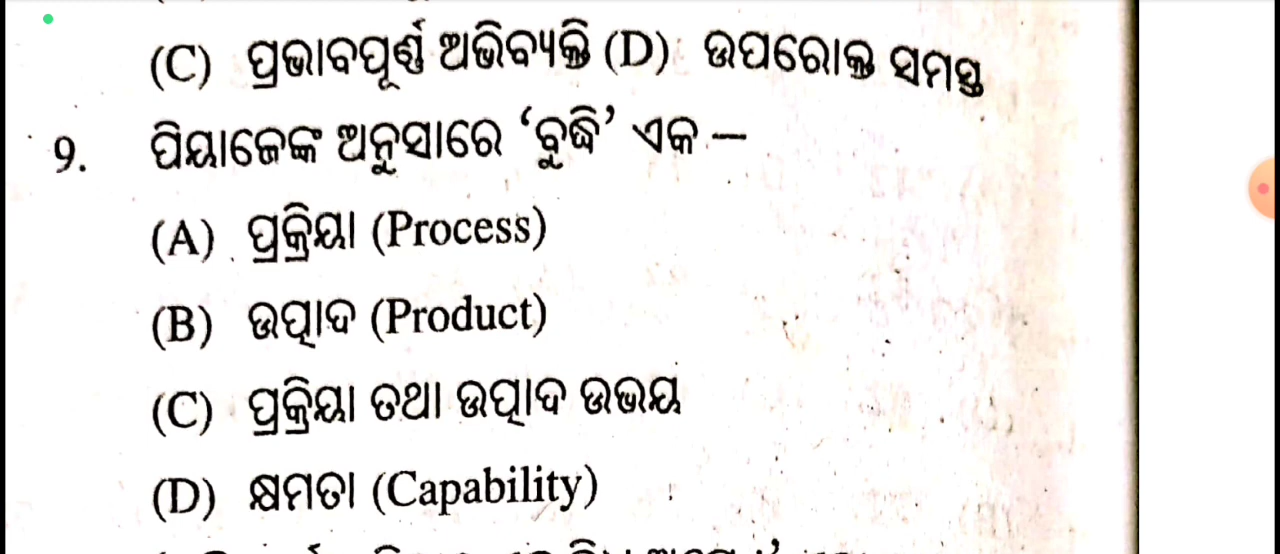 (C) ପ୍ରଭାବପୂର୍ଣ୍ଣ ଅଭିବ୍ୟକ୍ତି (D) ଉପରୋକ୍ତ ସମସ୍ତ
9. ପିୟାଜେଙ୍କ ଅନୁସାରେ ‘ବୁଦ୍ଧି’ ଏକ –
(A) ପ୍ରକ୍ରିୟା (Process)
(B) ଉତ୍ପାଦ (Product)
(C) ପ୍ରକ୍ରିୟା ତଥା ଉତ୍ପାଦ ଉଭୟ
(D) କ୍ଷମତା (Capability)